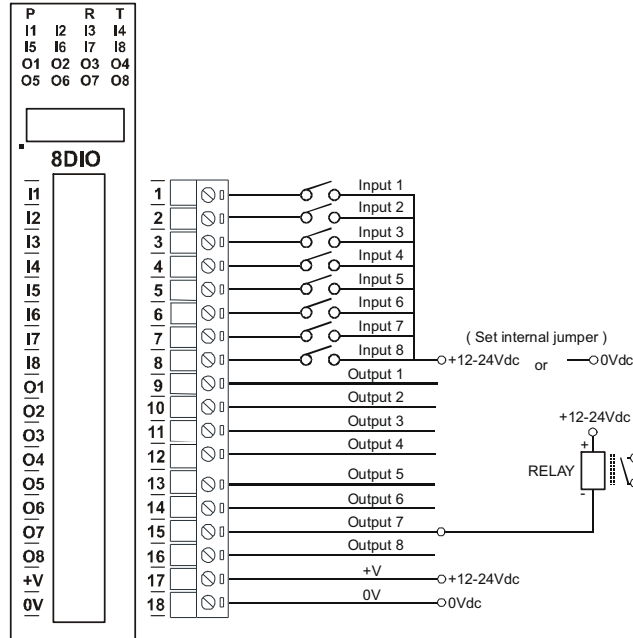 P R T
I1 I2 I3 I4
I5 I6 I7 I8
O1 O2 O3 O4
O5 O6 O7 O8
8DIO
I1 1 Input 1
I2 2 Input 2
I3 3 Input 3
I4 4 Input 4
I5 5 Input 5
I6 6 Input 6
I7 7 Input 7
( Set internal jumper )
I8 8 Input 8 +12-24Vdc or 0Vdc
O1 9 Output 1
O2 10 Output 2
+12-24Vdc
O3 11 Output 3
+
O4 12 Output 4
RELAY
O5 13 Output 5
-
O6 14 Output 6
O7 15 Output 7
O8 16 Output 8
+V 17 +V +12-24Vdc
0V 18 0V 0Vdc